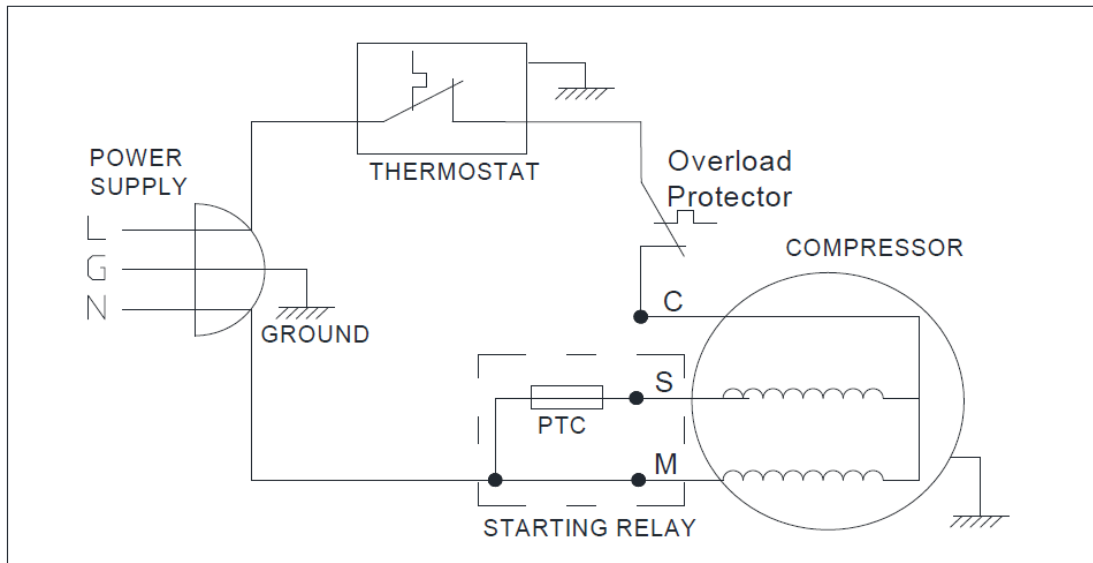 POWER
SUPPLY
L
G
N
GROUND
THERMOSTAT
Overload
Protector
COMPRESSOR
C
S
PTC
M
STARTING RELAY